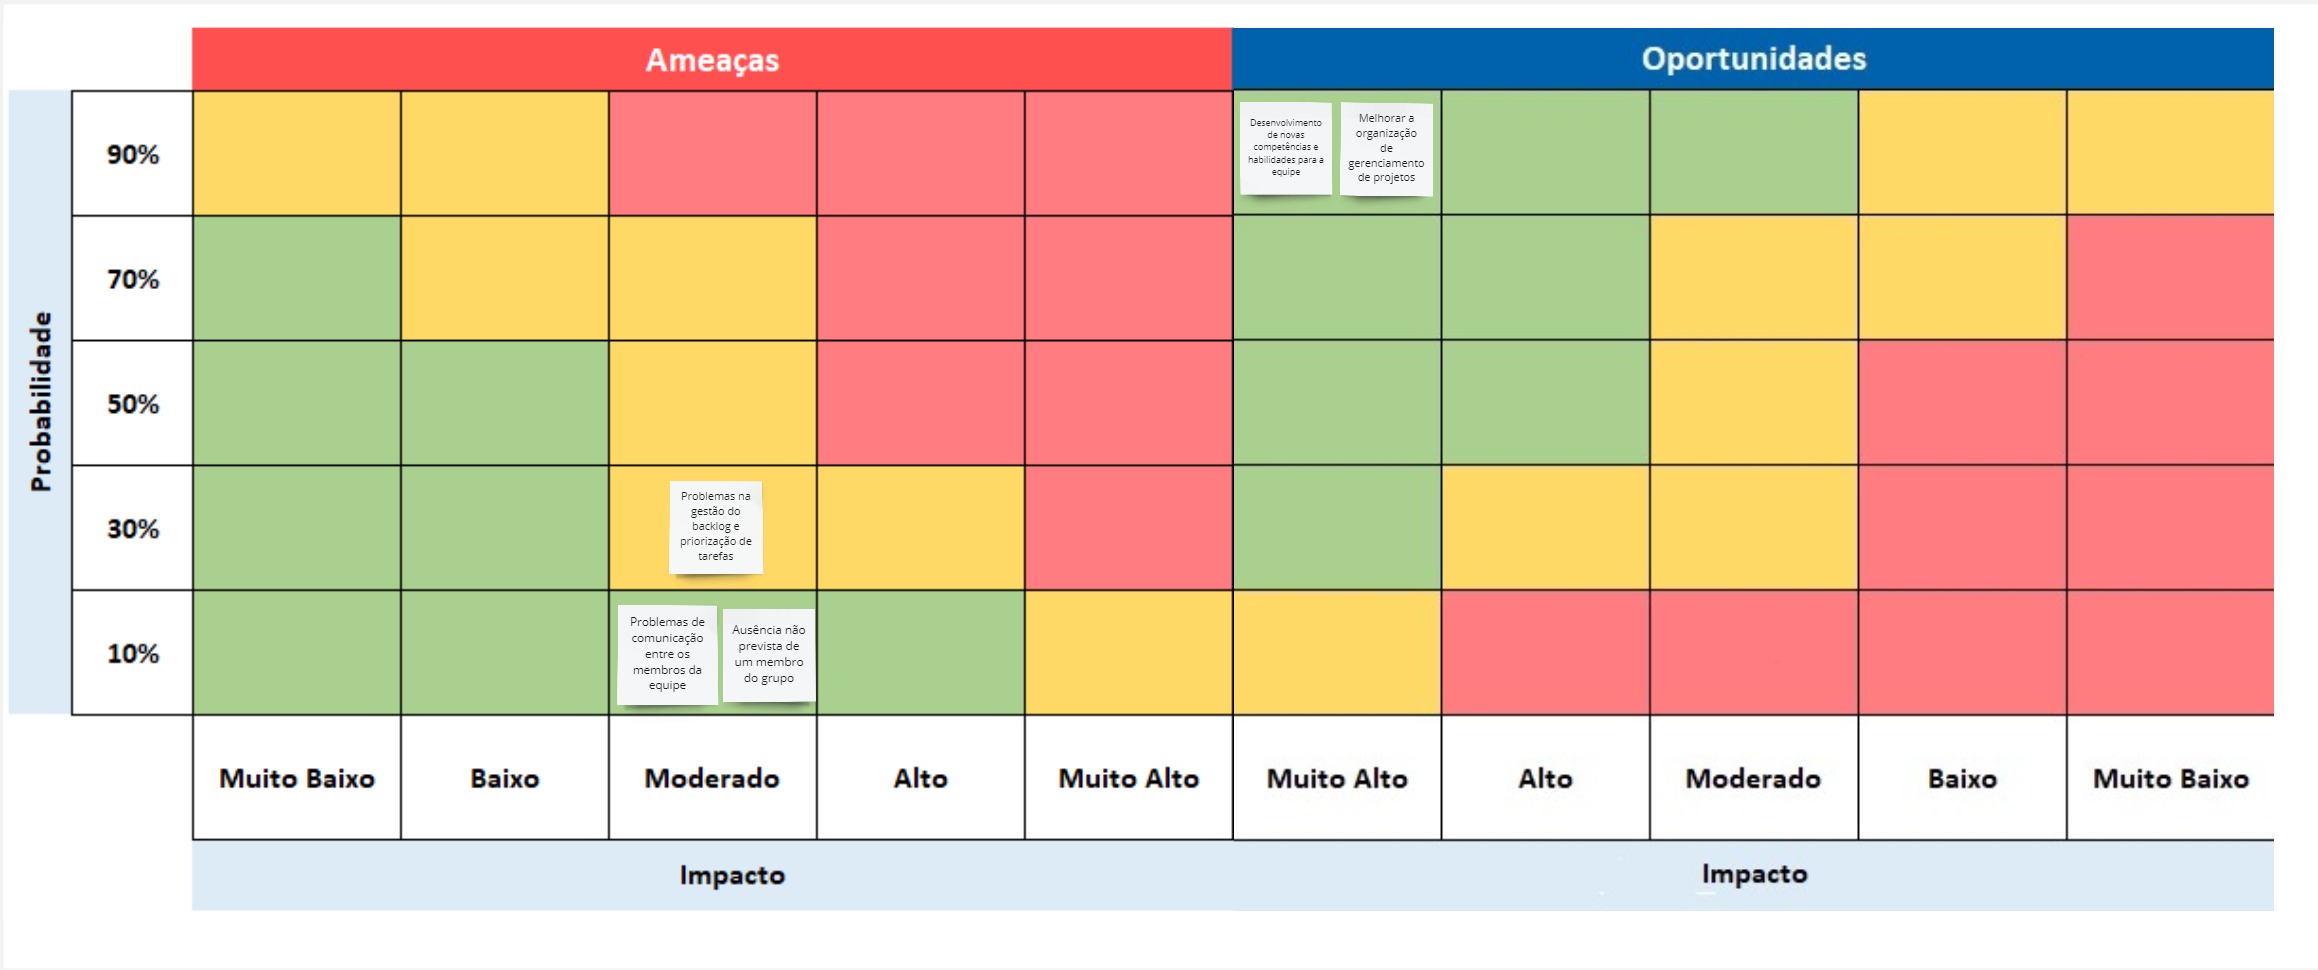 Ameaças
Oportunidades
Probabilidade
90%
Desenvolvimento
de novas
competências e
habilidades para a
equipe
Melhorar a
organização
de
gerenciamento
de projetos
70%
50%
30%
Problemas na
gestão do
backlog e
priorização de
tarefas
10%
Problemas de
comunicação
entre os
membros da
equipe
Ausência não
prevista de
um membro
do grupo
Muito Baixo
Baixo
Moderado
Alto
Muito Alto
Muito Alto
Alto
Moderado
Baixo
Muito Baixo
Impacto
Impacto